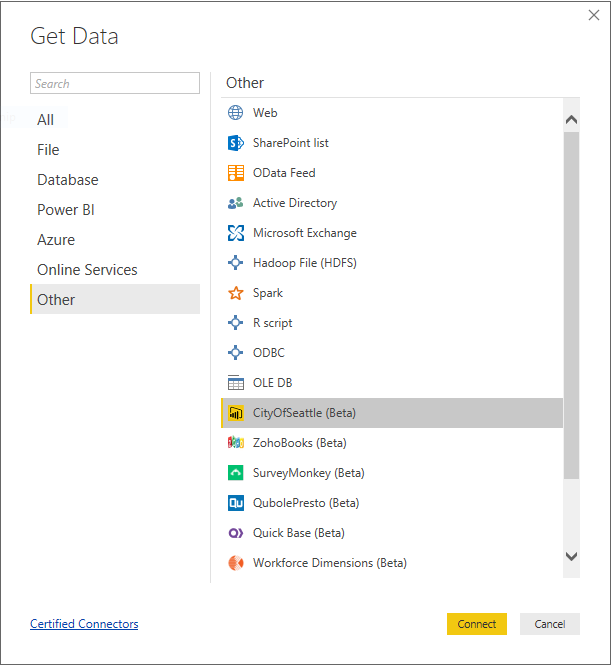 Get Data
Search
All
File
Database
Power BI
Azure
Online Services
Other
Other
Web
SharePoint list
OData Feed
Active Directory
Microsoft Exchange
Hadoop File (HDFS)
Spark
R script
ODBC
OLE DB
CityOfSeattle (Beta)
ZohoBooks (Beta)
SurveyMonkey (Beta)
QubolePresto (Beta)
Quick Base (Beta)
Workforce Dimensions (Beta)
Certified Connectors
Connect
Cancel